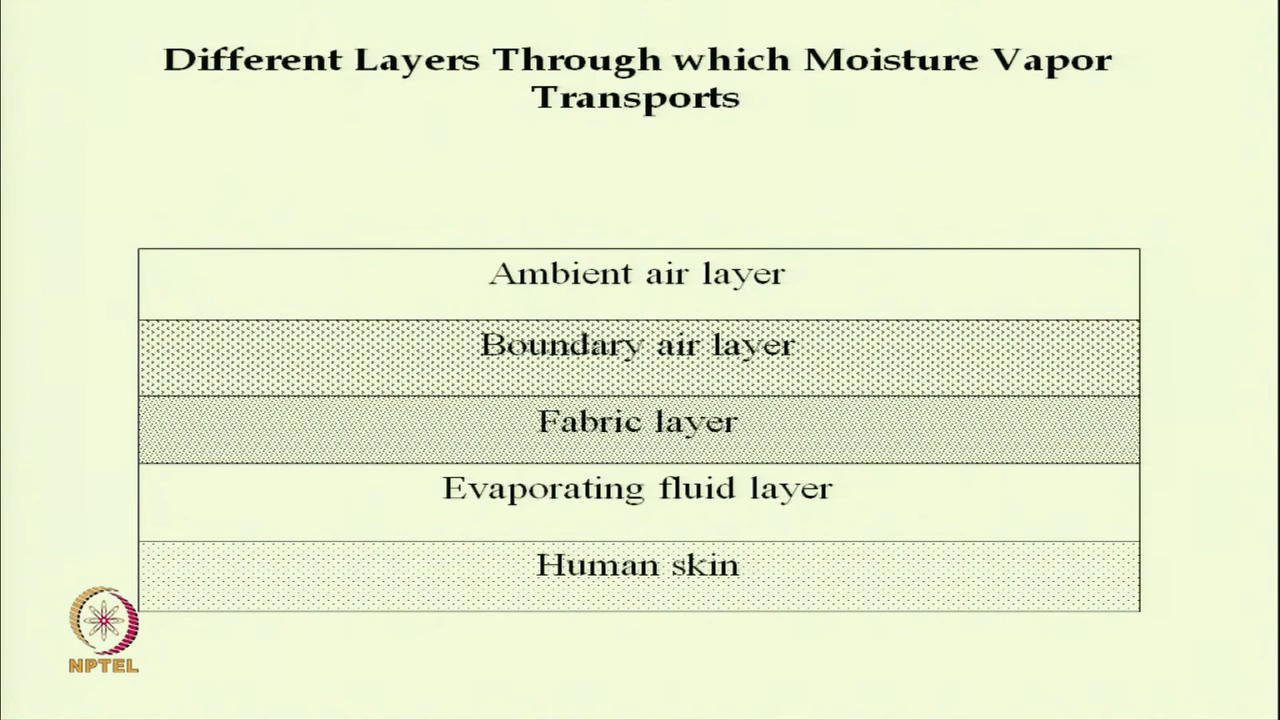 Different Layers Through which Moisture Vapor
Transports
Ambient air layer
Boundary air layer
Fabric layer
Evaporating fluid layer
Human skin
NPTEL